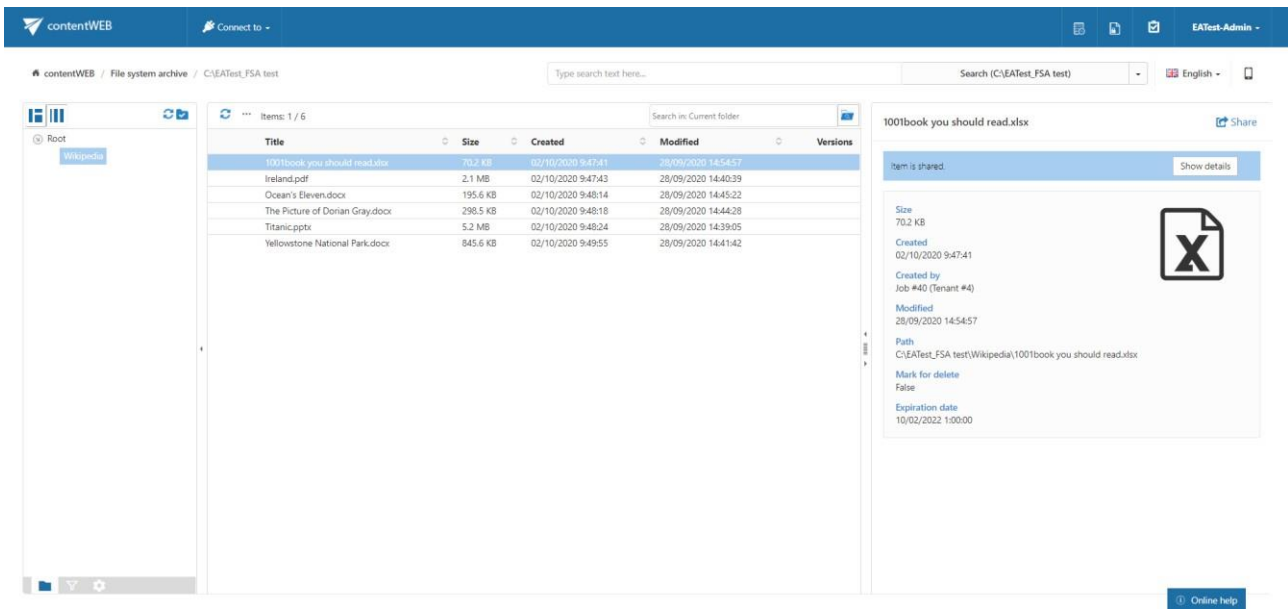 contentWEB
Connect to
EATest-Admin
contentWEB / File system archive / C:\EATest_FSA test
Type search text here...
Search (C:\EATest_FSA test)
English
Root
Wikipedia
Items: 1 / 6
Search in: Current folder
Title Size Created Modified Versions
1001book you should read.xlsx 70.2 KB 02/10/2020 9:47:41 28/09/2020 14:54:57
Ireland.pdf 2.1 MB 02/10/2020 9:47:43 28/09/2020 14:40:39
Ocean's Eleven.docx 195.6 KB 02/10/2020 9:48:14 28/09/2020 14:45:22
The Picture of Dorian Gray.docx 298.5 KB 02/10/2020 9:48:18 28/09/2020 14:44:28
Titanic.pptx 5.2 MB 02/10/2020 9:48:24 28/09/2020 14:39:05
Yellowstone National Park.docx 845.6 KB 02/10/2020 9:49:55 28/09/2020 14:41:42
1001book you should read.xlsx
Share
Item is shared.
Show details
Size
70.2 KB
Created
02/10/2020 9:47:41
Created by
Job #40 (Tenant #4)
Modified
28/09/2020 14:54:57
Path
C:\EATest_FSA test\Wikipedia\1001book you should read.xlsx
Mark for delete
False
Expiration date
10/02/2022 1:00:00
X
Online help